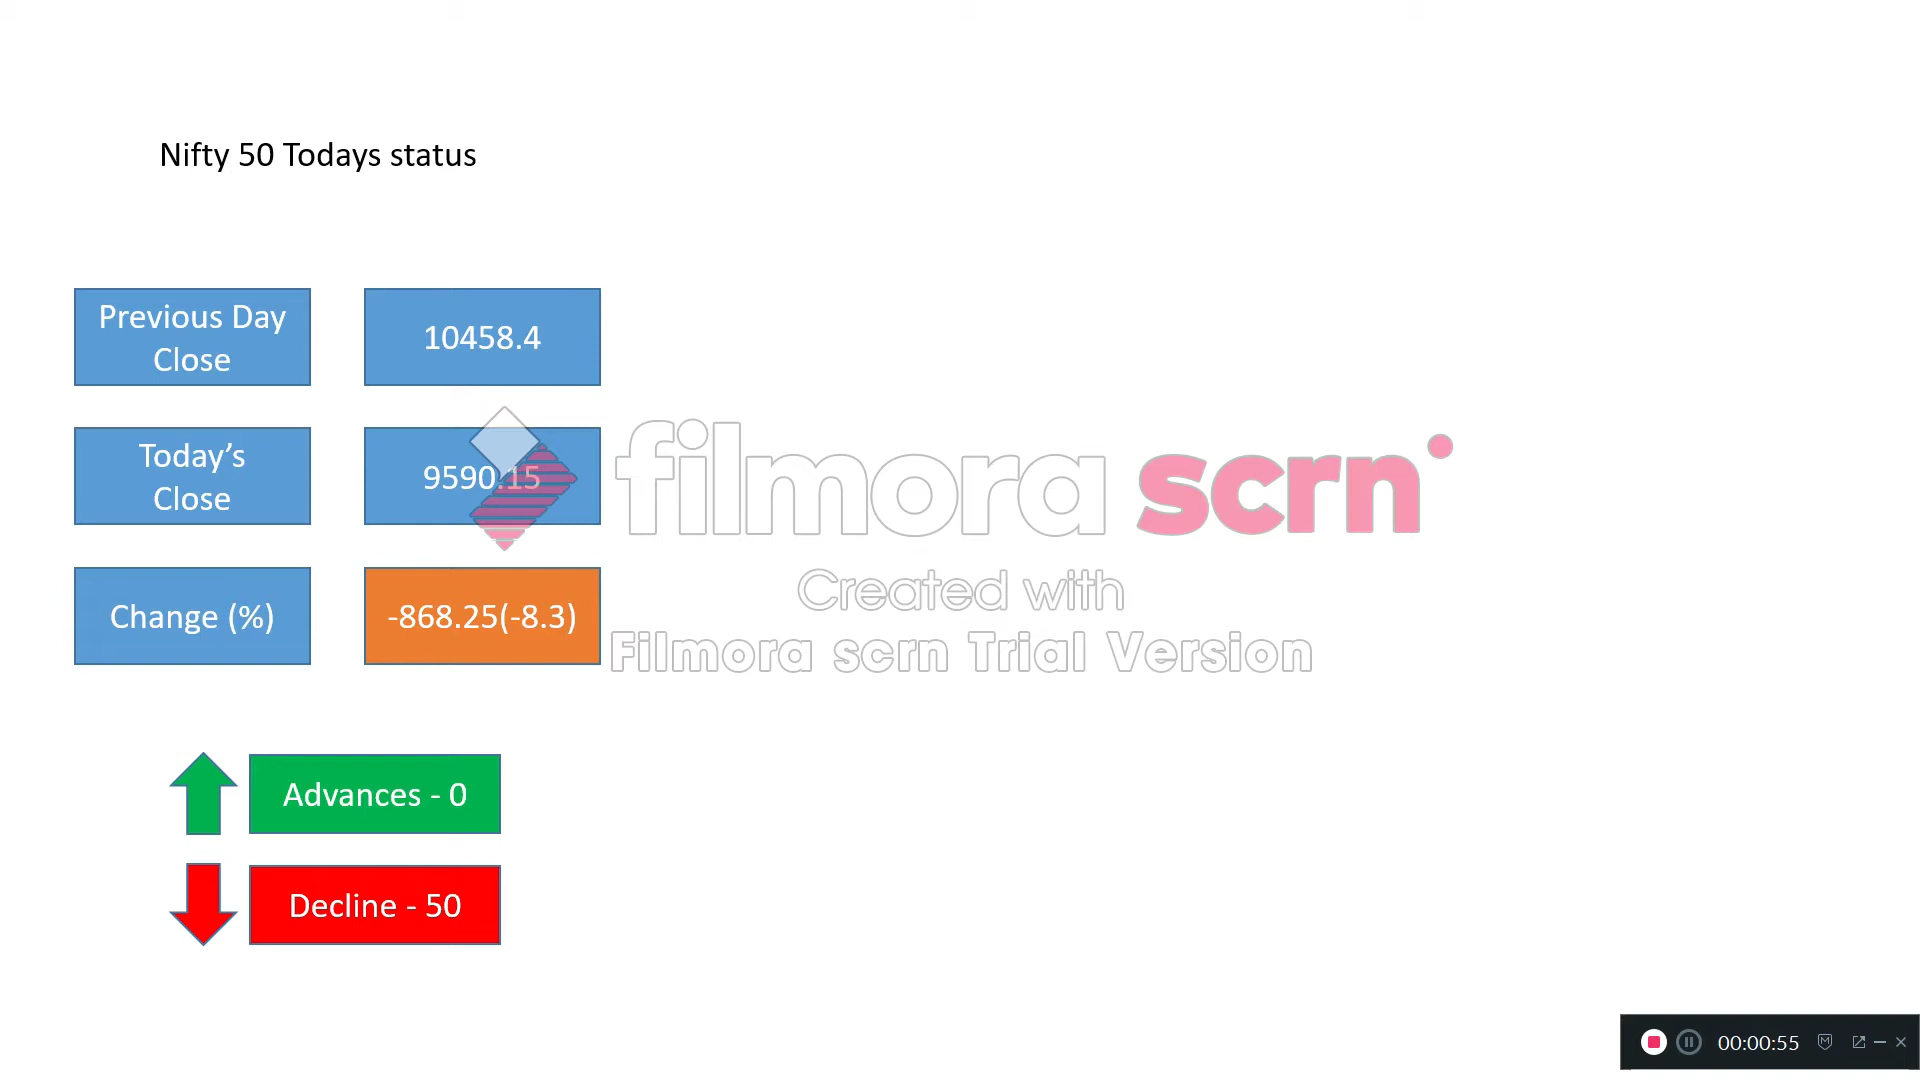 Nifty 50 Todays status
Previous Day
Close
10458.4
Today’s
Close
9590.15
Change (%)
-868.25(-8.3)
filmora scrn
Created with
Filmora scrn Trial Version
Advances - 0
Decline - 50
00:00:55